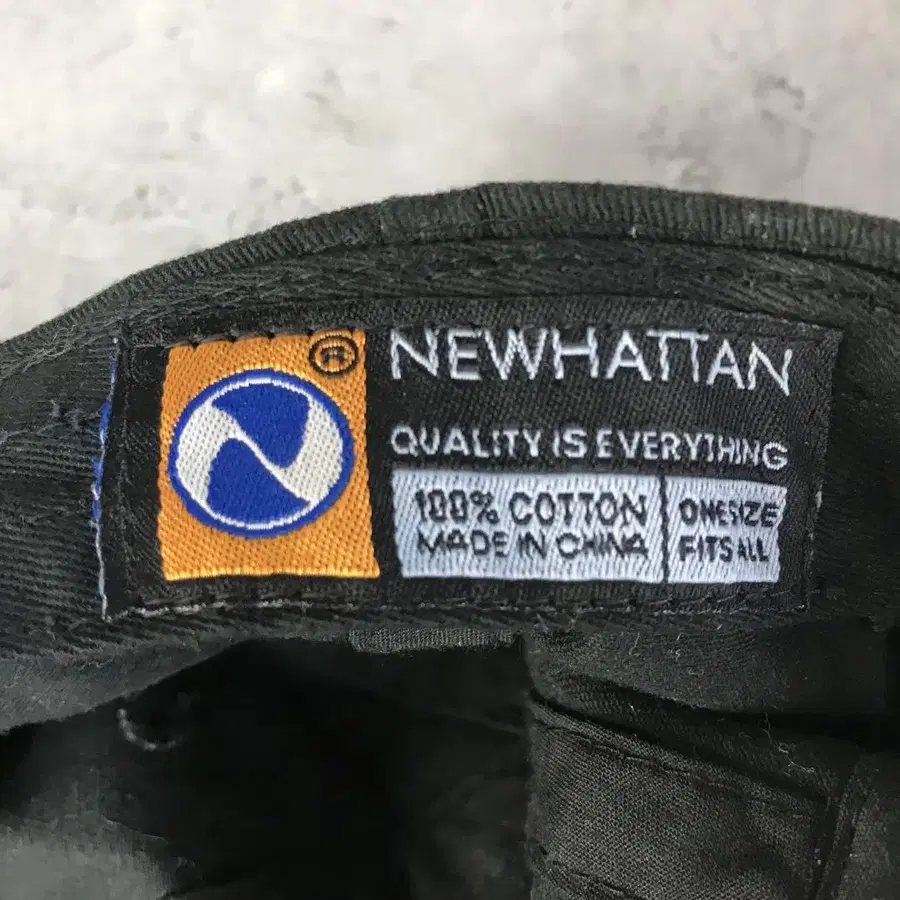 ®
NEWHATTAN
QUALITY IS EVERYTHING
100% COTTON
MADE IN CHINA
ONE SIZE
FITS ALL